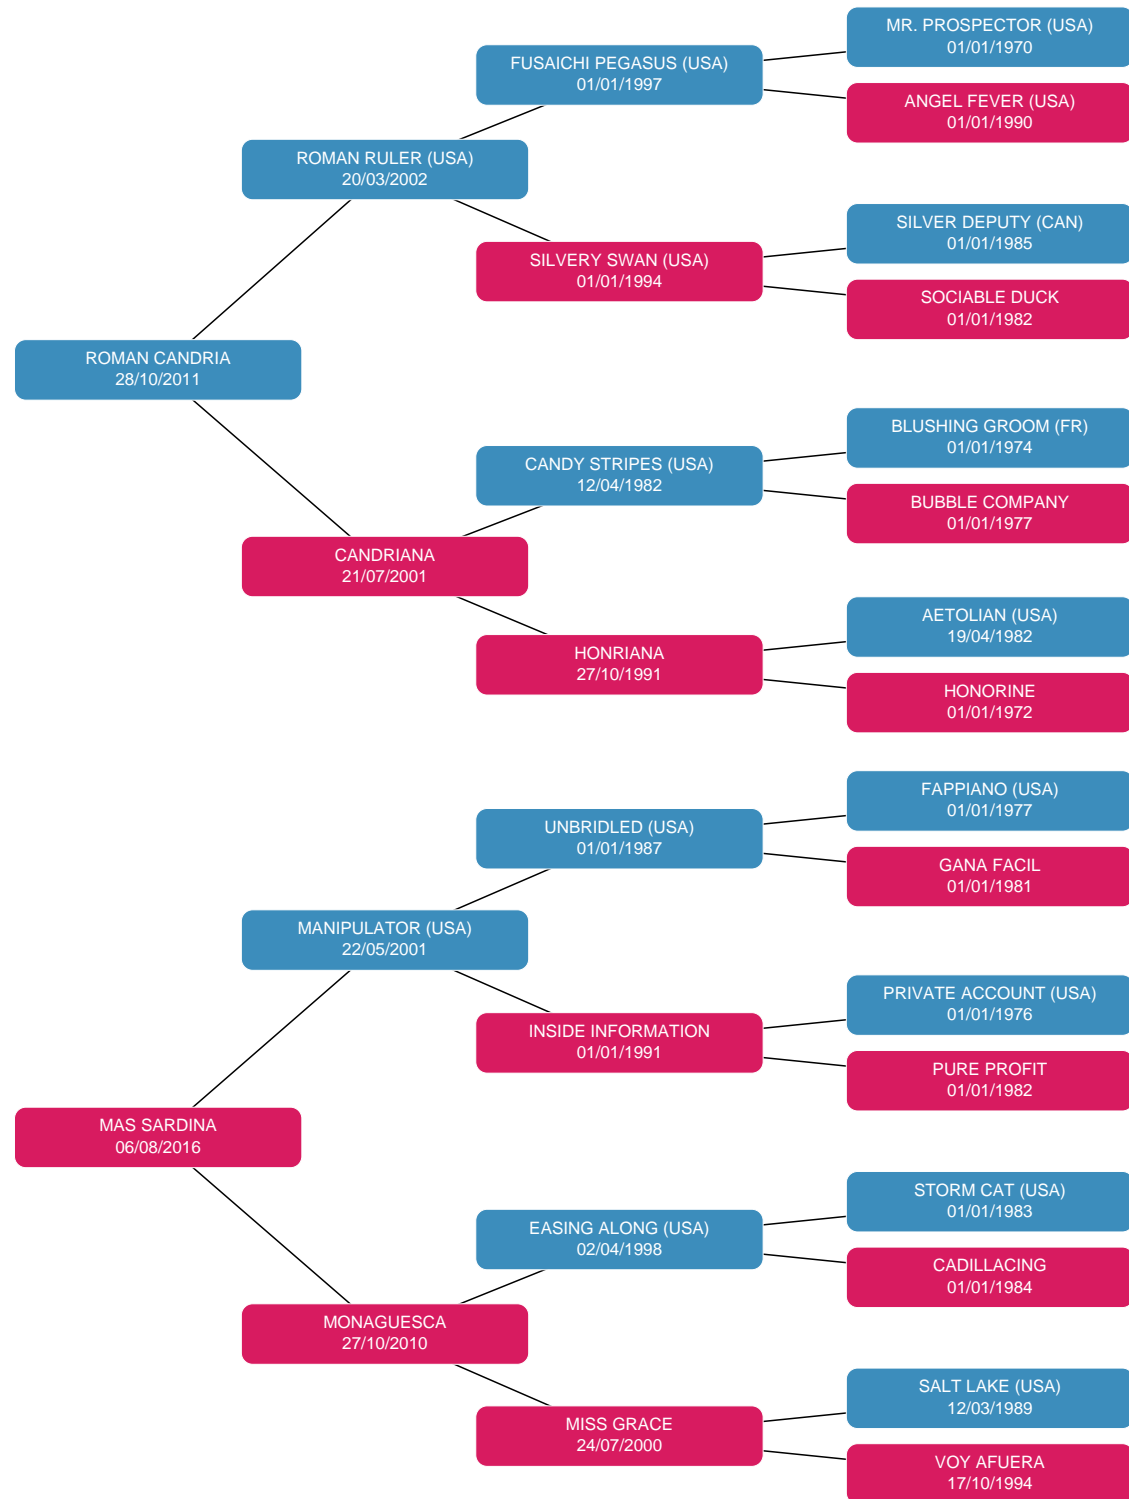 MR. PROSPECTOR (USA)
01/01/1970
FUSAICHI PEGASUS (USA)
01/01/1997
ANGEL FEVER (USA)
01/01/1990
ROMAN RULER (USA)
20/03/2002
SILVER DEPUTY (CAN)
01/01/1985
SILVERY SWAN (USA)
01/01/1994
SOCIABLE DUCK
01/01/1982
ROMAN CANDRIA
28/10/2011
BLUSHING GROOM (FR)
01/01/1974
CANDY STRIPES (USA)
12/04/1982
BUBBLE COMPANY
01/01/1977
CANDRIANA
21/07/2001
AETOLIAN (USA)
19/04/1982
HONRIANA
27/10/1991
HONORINE
01/01/1972
FAPPIANO (USA)
01/01/1977
UNBRIDLED (USA)
01/01/1987
GANA FACIL
01/01/1981
MANIPULATOR (USA)
22/05/2001
PRIVATE ACCOUNT (USA)
01/01/1976
INSIDE INFORMATION
01/01/1991
PURE PROFIT
01/01/1982
MAS SARDINA
06/08/2016
STORM CAT (USA)
01/01/1983
EASING ALONG (USA)
02/04/1998
CADILLACING
01/01/1984
MONAGUESCA
27/10/2010
SALT LAKE (USA)
12/03/1989
MISS GRACE
24/07/2000
VOY AFUERA
17/10/1994